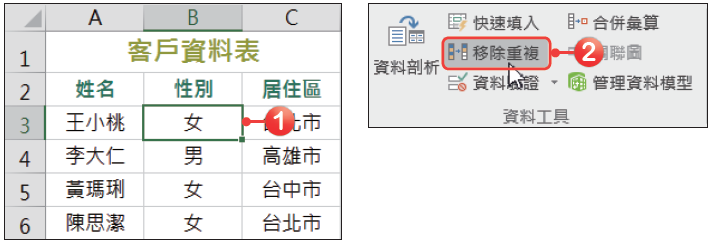 A B C
1 客戶資料表
2 姓名 性別 居住區
3 王小桃 女 1 北市
4 李大仁 男 高雄市
5 黃瑪琍 女 台中市
6 陳思潔 女 台北市
資料剖析
快速填入 合併彙算
移除重複 2 聯圖
資料 證 管理資料模型
資料工具